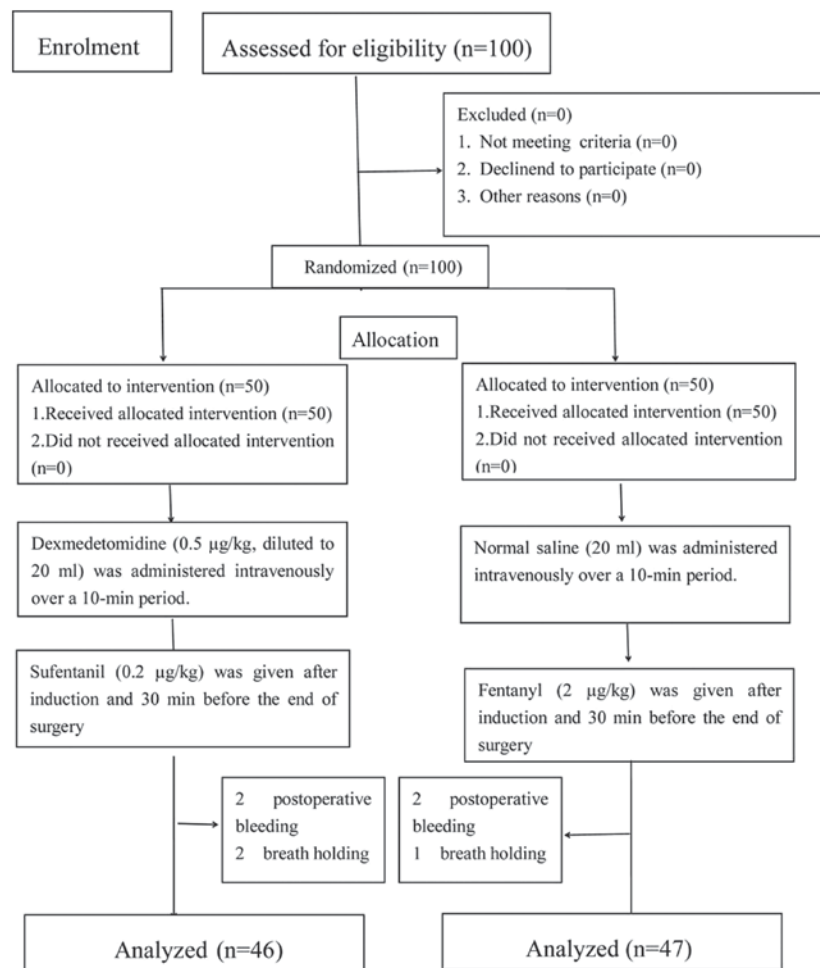 Enrolment
Assessed for eligibility (n=100)
Excluded (n=0)
1. Not meeting criteria (n=0)
2. Declinend to participate (n=0)
3. Other reasons (n=0)
Randomized (n=100)
Allocation
Allocated to intervention (n=50)
1.Received allocated intervention (n=50)
2.Did not received allocated intervention
(n=0)
Allocated to intervention (n=50)
1.Received allocated intervention (n=50)
2.Did not received allocated intervention
(n=0)
Dexmedetomidine (0.5 µg/kg, diluted to
20 ml) was administered intravenously
over a 10-min period.
Normal saline (20 ml) was administered
intravenously over a 10-min period.
Sufentanil (0.2 µg/kg) was given after
induction and 30 min before the end of
surgery
Fentanyl (2 µg/kg) was given after
induction and 30 min before the end of
surgery
2 postoperative
bleeding
2 breath holding
2 postoperative
bleeding
1 breath holding
Analyzed (n=46)
Analyzed (n=47)